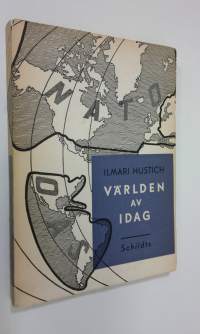 NATO
ILMARI HUSTICH
VÄRLDEN
AV
IDAG
Schildts